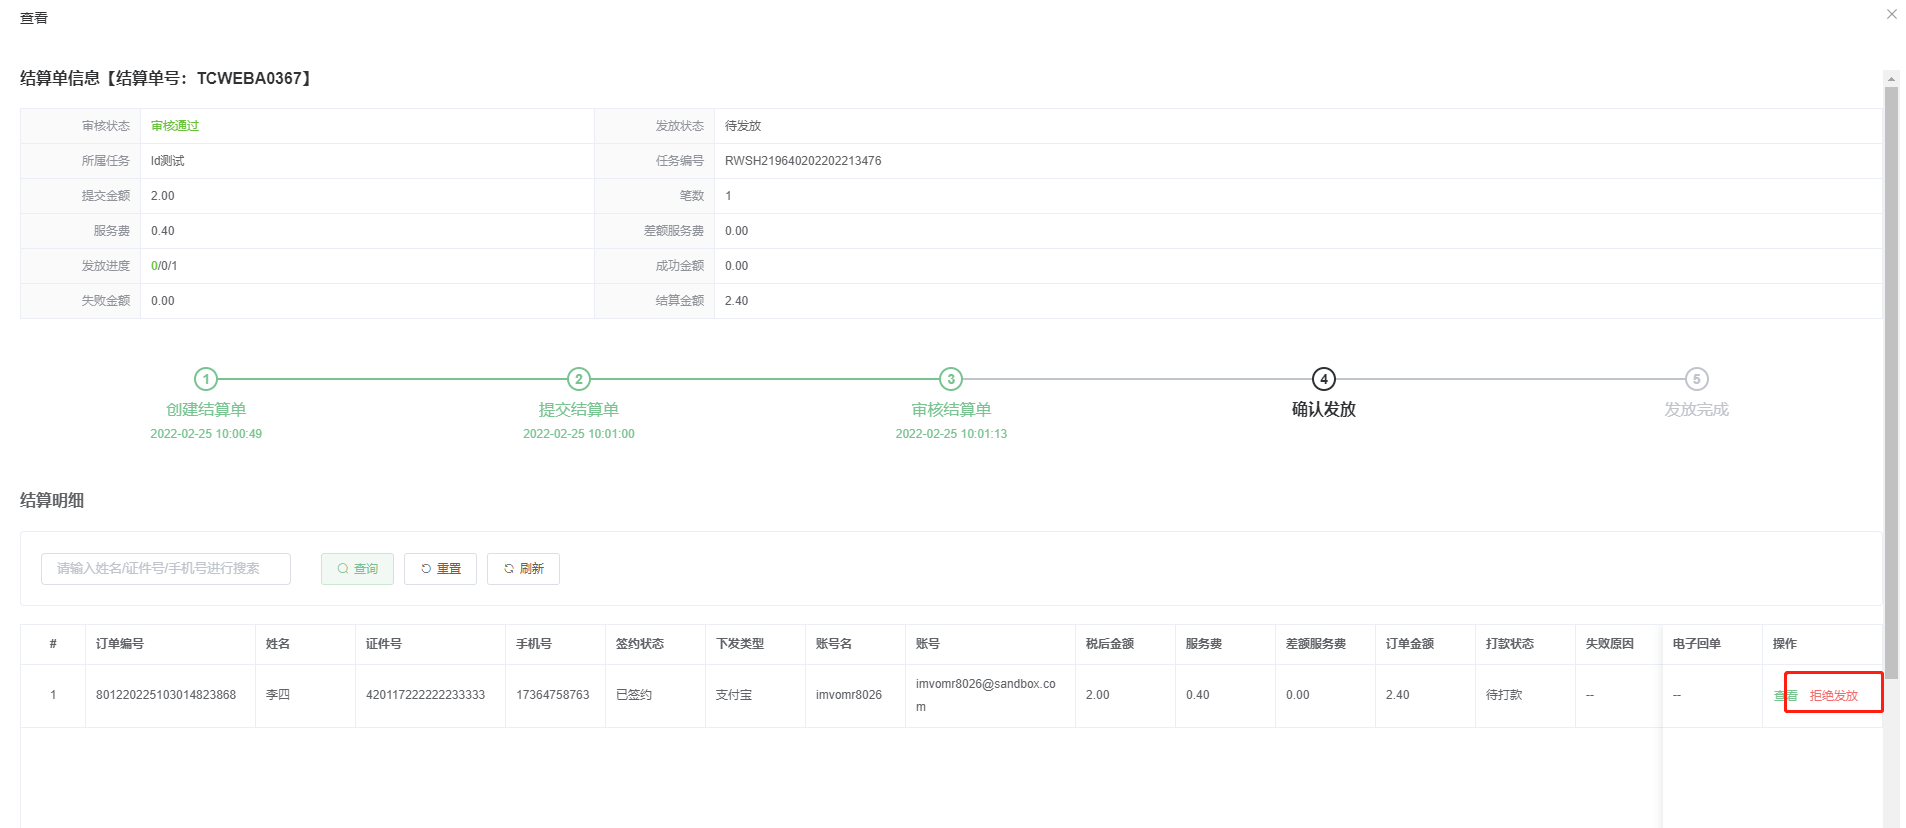 查看
结算单信息【结算单号：TCWEBA0367】
审核状态 审核通过 发放状态 待发放
所属任务 ld测试 任务编号 RWSH219640202202213476
提交金额 2.00 笔数 1
服务费 0.40 差额服务费 0.00
发放进度 0/0/1 成功金额 0.00
失败金额 0.00 结算金额 2.40
1 2 3 4 5
创建结算单 提交结算单 审核结算单 确认发放 发放完成
2022-02-25 10:00:49 2022-02-25 10:01:00 2022-02-25 10:01:13
结算明细
请输入姓名/证件号/手机号进行搜索 查询 重置 刷新
# 订单编号 姓名 证件号 手机号 签约状态 下发类型 账号名 账号 税后金额 服务费 差额服务费 订单金额 打款状态 失败原因 电子回单 操作
1 801220225103014823868 李四 420117222222233333 17364758763 已签约 支付宝 imvomr8026 imvomr8026@sandbox.co 2.00 0.40 0.00 2.40 待打款 -- -- 查看 拒绝发放
m